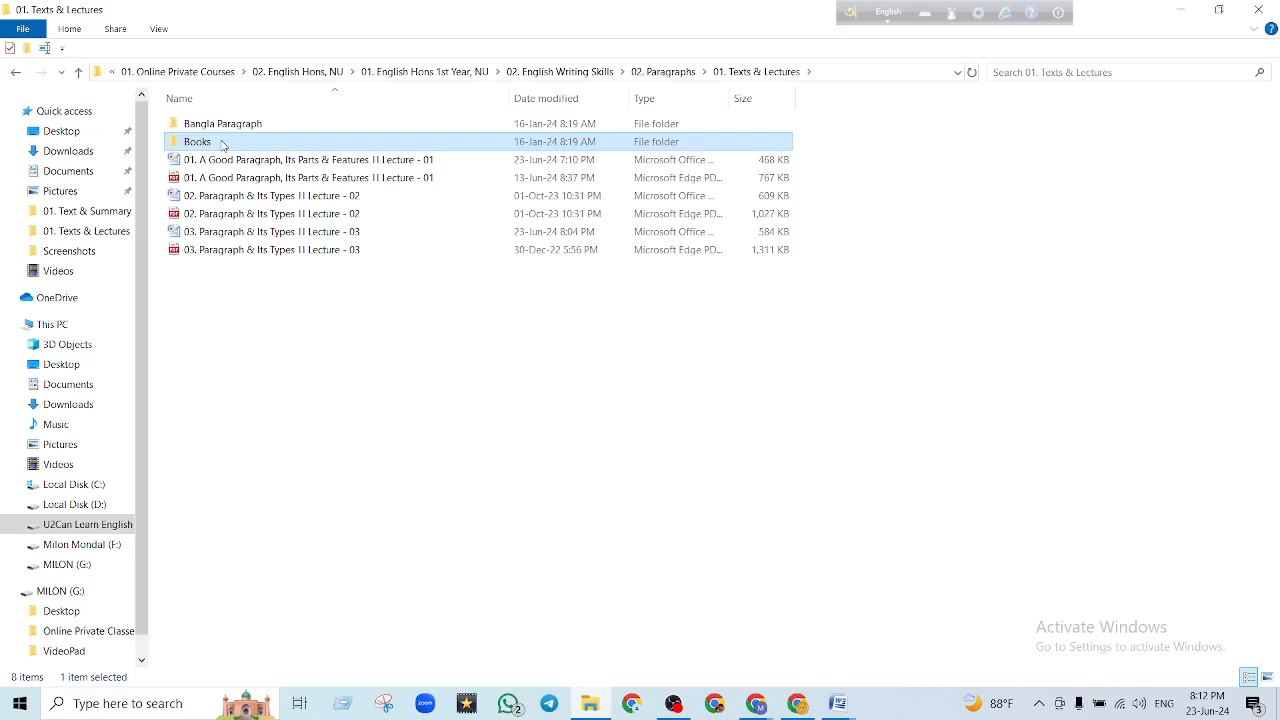 01. Texts & Lectures
English
File Home Share View
« 01. Online Private Courses > 02. English Hons, NU > 01. English Hons 1st Year, NU > 02. English Writing Skills > 02. Paragraphs > 01. Texts & Lectures >
Search 01. Texts & Lectures
Quick access
Desktop
Downloads
Documents
Pictures
01. Text & Summary
01. Texts & Lectures
Screenshots
Videos
OneDrive
This PC
3D Objects
Desktop
Documents
Downloads
Music
Pictures
Videos
Local Disk (C:)
Local Disk (D:)
U2Can Learn English
Milon Mondal (F:)
MILON (G:)
MILON (G:)
Desktop
Online Private Classe
VideoPad
Name Date modified Type Size
Bangla Paragraph 16-Jan-24 8:19 AM File folder
Books 16-Jan-24 8:19 AM File folder
01. A Good Paragraph, Its Parts & Features II Lecture - 01 23-Jun-24 7:10 PM Microsoft Office ... 468 KB
01. A Good Paragraph, Its Parts & Features II Lecture - 01 13-Jun-24 8:37 PM Microsoft Edge PD... 767 KB
02. Paragraph & Its Types II Lecture - 02 01-Oct-23 10:31 PM Microsoft Office ... 609 KB
02. Paragraph & Its Types II Lecture - 02 01-Oct-23 10:31 PM Microsoft Edge PD... 1,027 KB
03. Paragraph & Its Types II Lecture - 03 23-Jun-24 8:04 PM Microsoft Office ... 584 KB
03. Paragraph & Its Types II Lecture - 03 30-Dec-22 5:56 PM Microsoft Edge PD... 1,311 KB
Activate Windows
Go to Settings to activate Windows.
8 items 1 item selected
Type here to search
zoom
2
88°F
ENG
8:12 PM
23-Jun-24
3